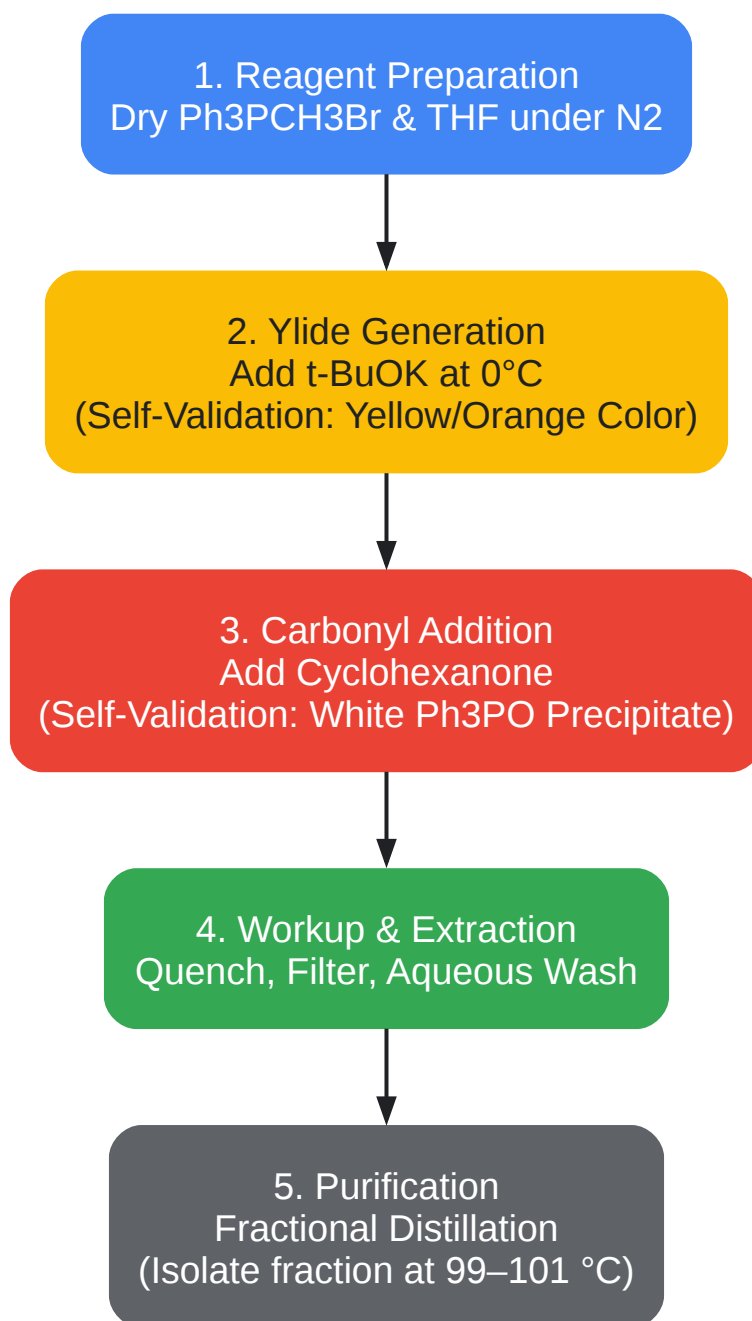 1. Reagent Preparation
Dry Ph3PCH3Br & THF under N2
2. Ylide Generation
Add t-BuOK at 0°C
(Self-Validation: Yellow/Orange Color)
3. Carbonyl Addition
Add Cyclohexanone
(Self-Validation: White Ph3PO Precipitate)
4. Workup & Extraction
Quench, Filter, Aqueous Wash
5. Purification
Fractional Distillation
(Isolate fraction at 99–101 °C)